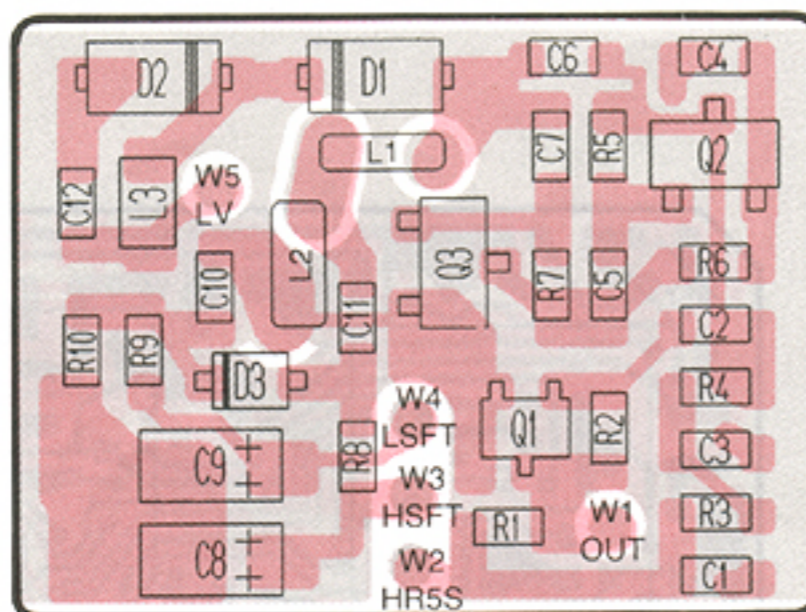 D2 D1 C6 C4
L1 C7 R5 Q2
C12 L3 W5
LV
L2 Q3 R6
C10 C11 R7 C5
C2
R10 R9 D3 W4 R4
LSFT Q1 R2
C9 R8 W3 C3
HSFT R1 W1 R3
OUT
C8 W2 C1
HR5S